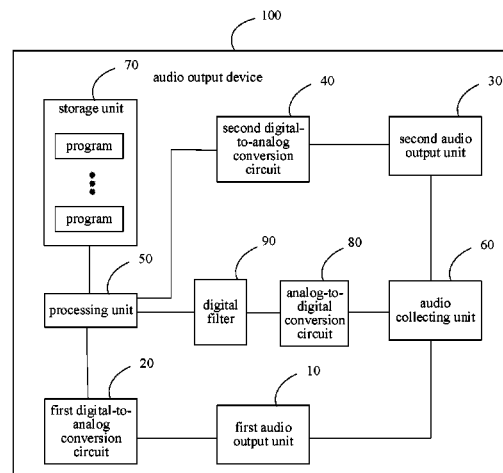 100
70
audio output device
40
30
storage unit
program
program
second digital-
to-analog
conversion
circuit
second audio
output unit
50
90
80
60
processing unit
digital
filter
analog-to-
digital
conversion
circuit
audio
collecting unit
20
10
first digital-to-
analog
conversion
circuit
first audio
output unit